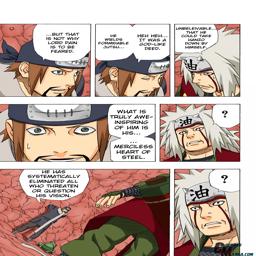 UNBELIEVABLE...
THAT HE
COULD TAKE
HANZO
DOWN BY
HIMSELF.
HEH HEH...
IT WAS A
GOD-LIKE
DEED.
HE
WIELDS
FORMIDABLE
JUTSU...
...BUT THAT
IS NOT WHY
LORD PAIN
IS TO BE
FEARED.
油
?
WHAT IS
TRULY AWE-
INSPIRING
OF HIM IS
HIS...
...
MERCILESS
HEART OF
STEEL.
油
?
HE HAS
SYSTEMATICALLY
ELIMINATED
ALL WHO
THREATEN OR
QUESTION
HIS VISION.